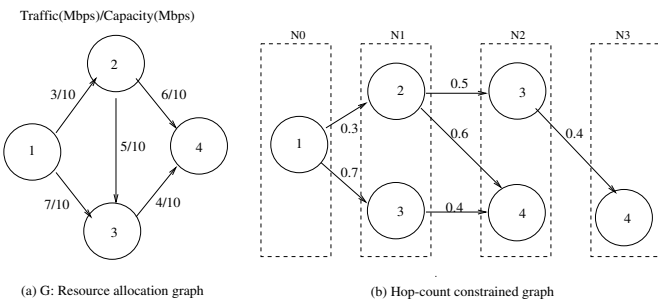 Traffic(Mbps)/Capacity(Mbps)
N0 N1 N2 N3
2
3/10 6/10
1 5/10 4
7/10 4/10
3
2 0.5 3
0.3 0.6 0.4
1
0.7
3 0.4 4 4
(a) G: Resource allocation graph
(b) Hop-count constrained graph